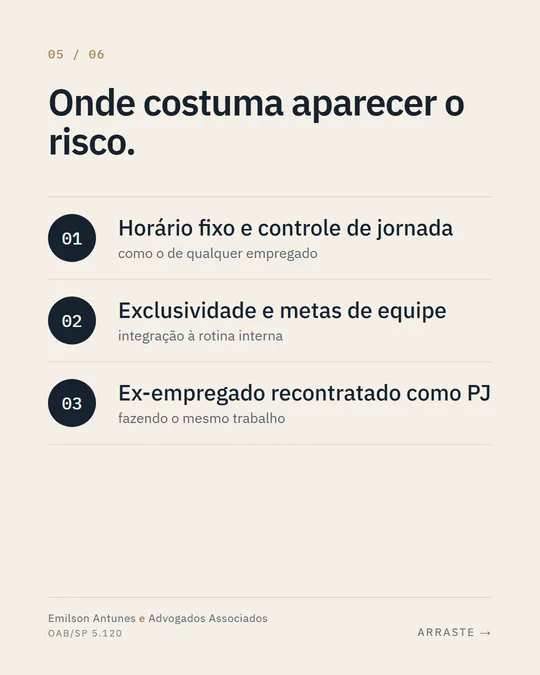 05 / 06
Onde costuma aparecer o
risco.
01
Horário fixo e controle de jornada
como o de qualquer empregado
02
Exclusividade e metas de equipe
integração à rotina interna
03
Ex-empregado recontratado como PJ
fazendo o mesmo trabalho
Emilson Antunes e Advogados Associados
OAB/SP 5.120
ARRASTE →